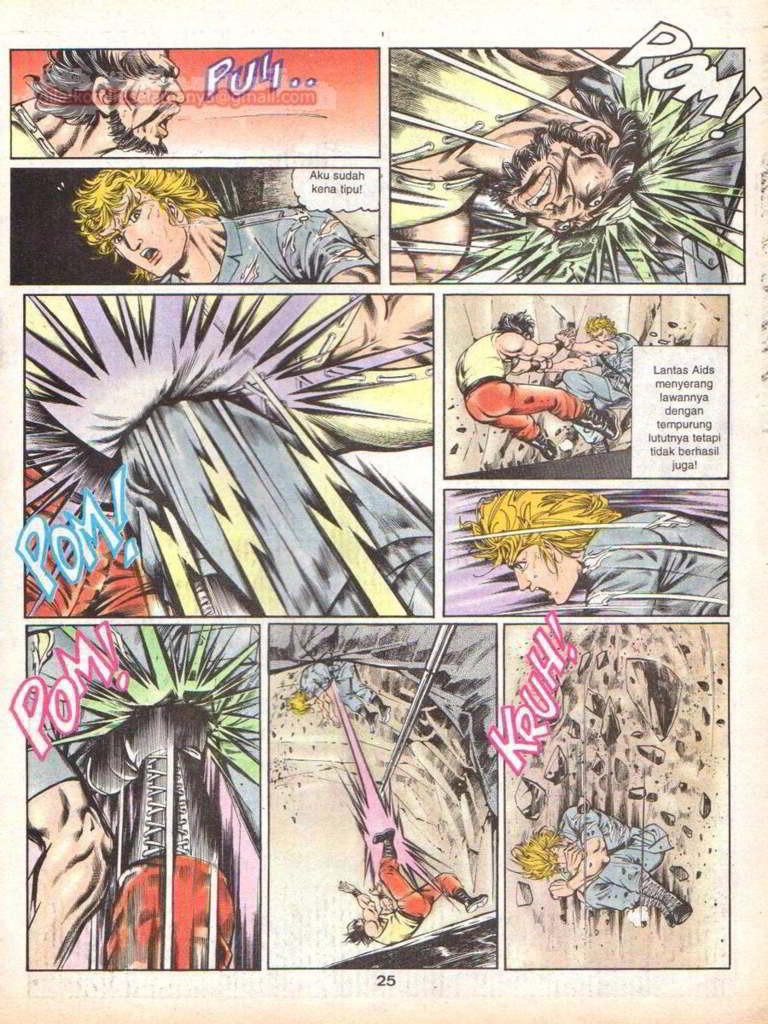 PUI..
POM!
Aku sudah
kena tipu!
POM!
Lantas Aids
menyerang
lawannya
dengan
tempurung
lututnya tetapi
tidak berhasil
juga!
POM!
KRUH!
25